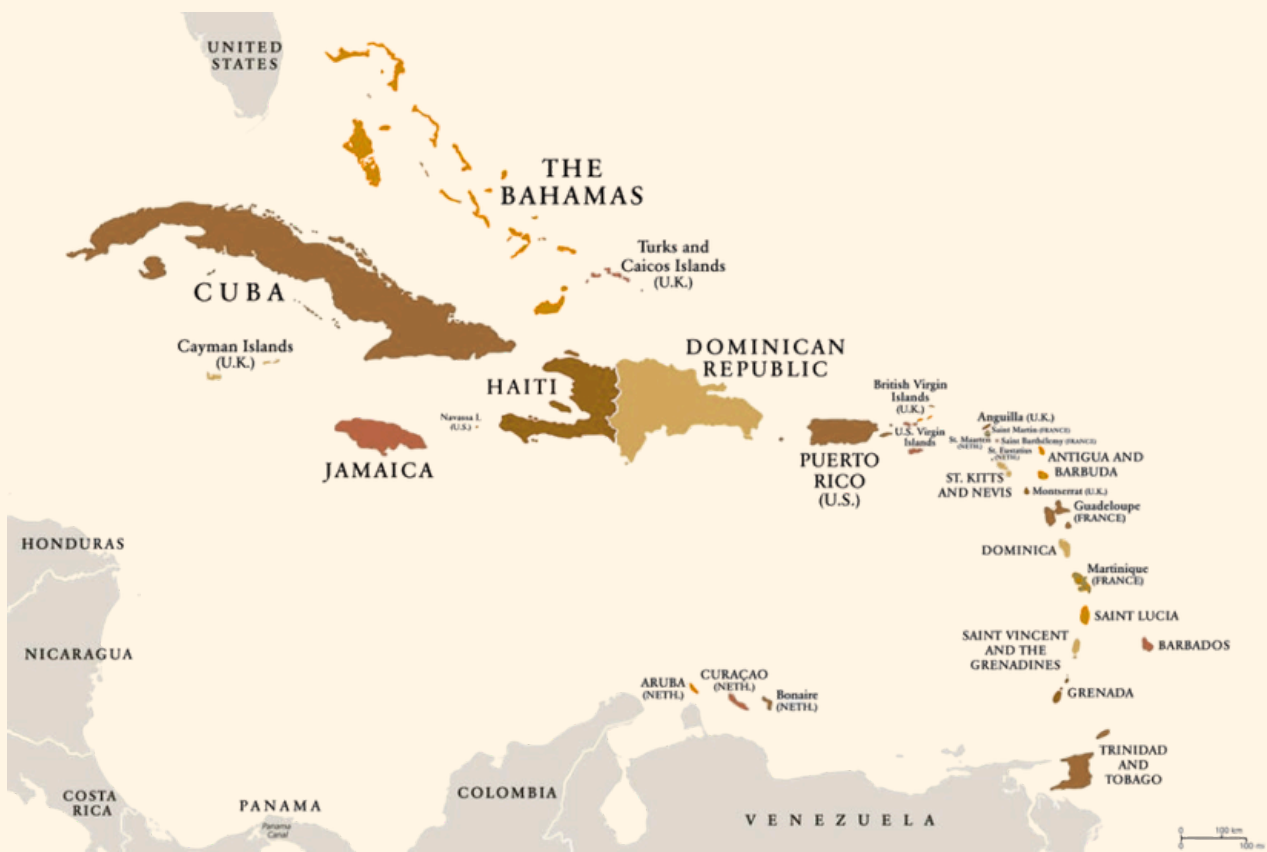 UNITED
STATES
THE
BAHAMAS
Turks and
Caicos Islands
(U.K.)
CUBA
Cayman Islands
(U.K.)
DOMINICAN
REPUBLIC
HAITI
Navassa I.
(U.S.)
JAMAICA
PUERTO
RICO
(U.S.)
British Virgin
Islands
(U.K.)
U.S. Virgin
Islands
Anguilla (U.K.)
Saint Martin (FRANCE)
St. Maarten
(NETH.)
Saint Barthélemy (FRANCE)
St. Eustatius
(NETH.)
ANTIGUA AND
BARBUDA
ST. KITTS
AND NEVIS
Montserrat (U.K.)
Guadeloupe
(FRANCE)
HONDURAS
DOMINICA
Martinique
(FRANCE)
SAINT LUCIA
NICARAGUA
SAINT VINCENT
AND THE
GRENADINES
BARBADOS
ARUBA
(NETH.)
CURAÇAO
(NETH.)
Bonaire
(NETH.)
GRENADA
TRINIDAD
AND
TOBAGO
COSTA
RICA
PANAMA
Panama
Canal
COLOMBIA
VENEZUELA
0 100 km
0 100 mi